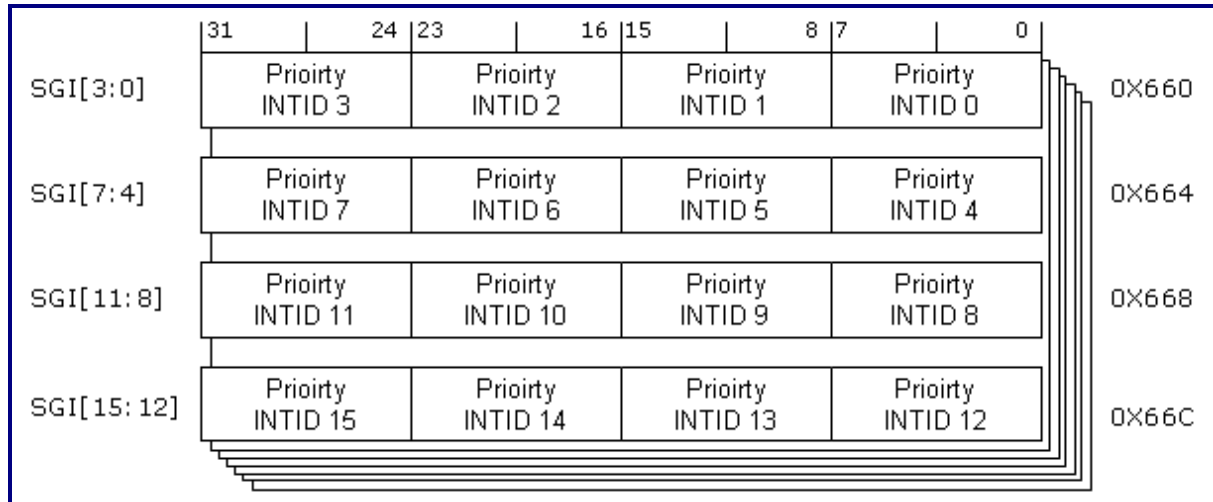 31 24 23 16 15 8 7 0
SGI[3:0] Prioirty Prioirty Prioirty Prioirty 0X660
INTID 3 INTID 2 INTID 1 INTID 0
SGI[7:4] Prioirty Prioirty Prioirty Prioirty 0X664
INTID 7 INTID 6 INTID 5 INTID 4
SGI[11:8] Prioirty Prioirty Prioirty Prioirty 0X668
INTID 11 INTID 10 INTID 9 INTID 8
SGI[15:12] Prioirty Prioirty Prioirty Prioirty 0X66C
INTID 15 INTID 14 INTID 13 INTID 12